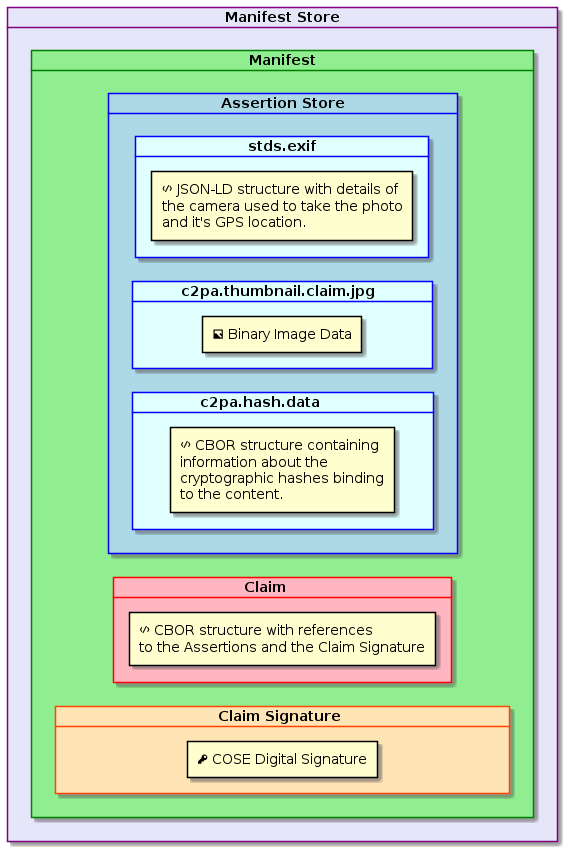 Manifest Store
Manifest
Assertion Store
stds.exif
JSON-LD structure with details of
the camera used to take the photo
and it's GPS location.
c2pa.thumbnail.claim.jpg
Binary Image Data
c2pa.hash.data
CBOR structure containing
information about the
cryptographic hashes binding
to the content.
Claim
CBOR structure with references
to the Assertions and the Claim Signature
Claim Signature
COSE Digital Signature